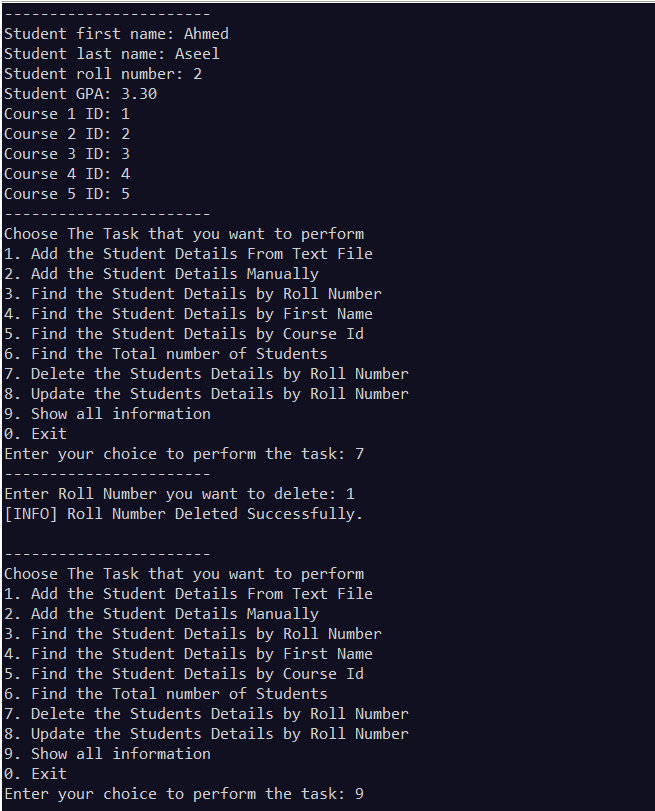 -----------------------
Student first name: Ahmed
Student last name: Aseel
Student roll number: 2
Student GPA: 3.30
Course 1 ID: 1
Course 2 ID: 2
Course 3 ID: 3
Course 4 ID: 4
Course 5 ID: 5
-----------------------
Choose The Task that you want to perform
1. Add the Student Details From Text File
2. Add the Student Details Manually
3. Find the Student Details by Roll Number
4. Find the Student Details by First Name
5. Find the Student Details by Course Id
6. Find the Total number of Students
7. Delete the Students Details by Roll Number
8. Update the Students Details by Roll Number
9. Show all information
0. Exit
Enter your choice to perform the task: 7
-----------------------
Enter Roll Number you want to delete: 1
[INFO] Roll Number Deleted Successfully.
-----------------------
Choose The Task that you want to perform
1. Add the Student Details From Text File
2. Add the Student Details Manually
3. Find the Student Details by Roll Number
4. Find the Student Details by First Name
5. Find the Student Details by Course Id
6. Find the Total number of Students
7. Delete the Students Details by Roll Number
8. Update the Students Details by Roll Number
9. Show all information
0. Exit
Enter your choice to perform the task: 9